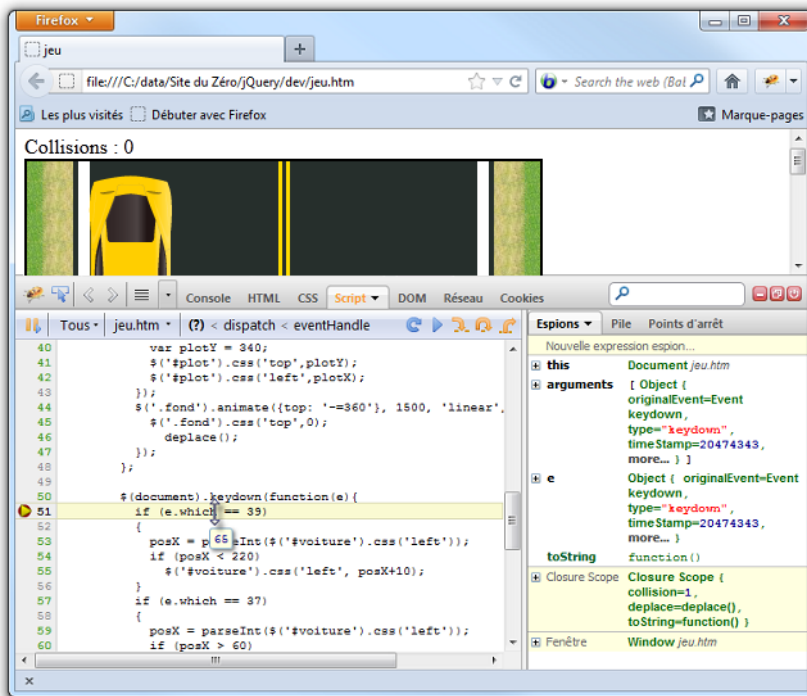 Firefox
jeu
file:///C:/data/Site du Zéro/jQuery/dev/jeu.htm
Search the web (Bal
Les plus visités
Débuter avec Firefox
Marque-pages
Collisions : 0
Console HTML CSS Script DOM Réseau Cookies
Tous jeu.htm (?) < dispatch < eventHandle
40 var plotY = 340;
41 $('#plot').css('top',plotY);
42 $('#plot').css('left',plotX);
43 });
44 $('.fond').animate({top: '-=360'}, 1500, 'linear',
45 $('.fond').css('top',0);
46 deplace();
47 });
48 };
49
50 $(document).keydown(function(e){
51 if (e.which == 39)
52 {
65
53 posX = parseInt($('#voiture').css('left'));
54 if (posX < 220)
55 $('#voiture').css('left', posX+10);
56 }
57 if (e.which == 37)
58 {
59 posX = parseInt($('#voiture').css('left'));
60 if (posX > 60)
Espions Pile Points d'arrêt
Nouvelle expression espion...
this Document jeu.htm
arguments [ Object {
originalEvent=Event
keydown,
type="keydown",
timeStamp=20474343,
more... } ]
e Object { originalEvent=Event
keydown,
type="keydown",
timeStamp=20474343,
more... }
toString function()
Closure Scope Closure Scope {
collision=1,
deplace=deplace(),
toString=function() }
Fenêtre Window jeu.htm